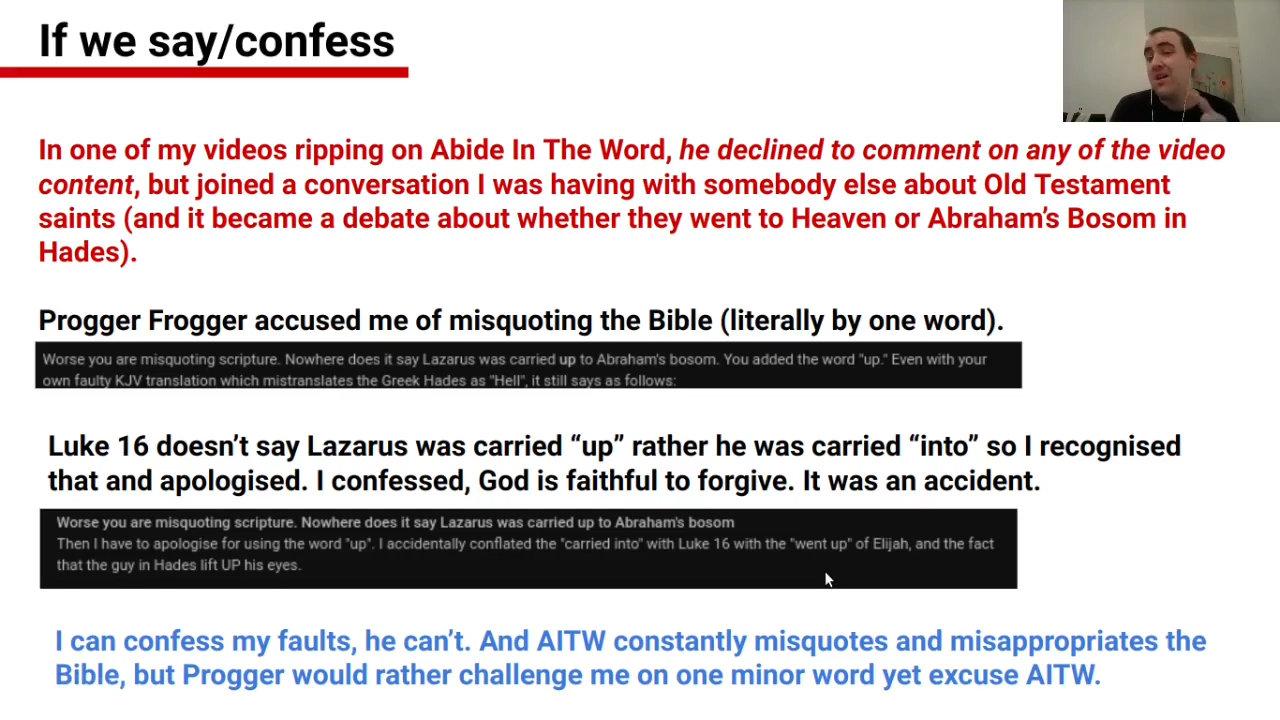 If we say/confess
In one of my videos ripping on Abide In The Word, he declined to comment on any of the video
content, but joined a conversation I was having with somebody else about Old Testament
saints (and it became a debate about whether they went to Heaven or Abraham's Bosom in
Hades).
Progger Frogger accused me of misquoting the Bible (literally by one word).
Worse you are misquoting scripture. Nowhere does it say Lazarus was carried up to Abraham's bosom. You added the word "up." Even with your
own faulty KJV translation which mistranslates the Greek Hades as "Hell", it still says as follows:
Luke 16 doesn't say Lazarus was carried “up” rather he was carried “into” so I recognised
that and apologised. I confessed, God is faithful to forgive. It was an accident.
Worse you are misquoting scripture. Nowhere does it say Lazarus was carried up to Abraham's bosom
Then I have to apologise for using the word "up". I accidentally conflated the "carried into" with Luke 16 with the "went up" of Elijah, and the fact
that the guy in Hades lift UP his eyes.
I can confess my faults, he can't. And AITW constantly misquotes and misappropriates the
Bible, but Progger would rather challenge me on one minor word yet excuse AITW.